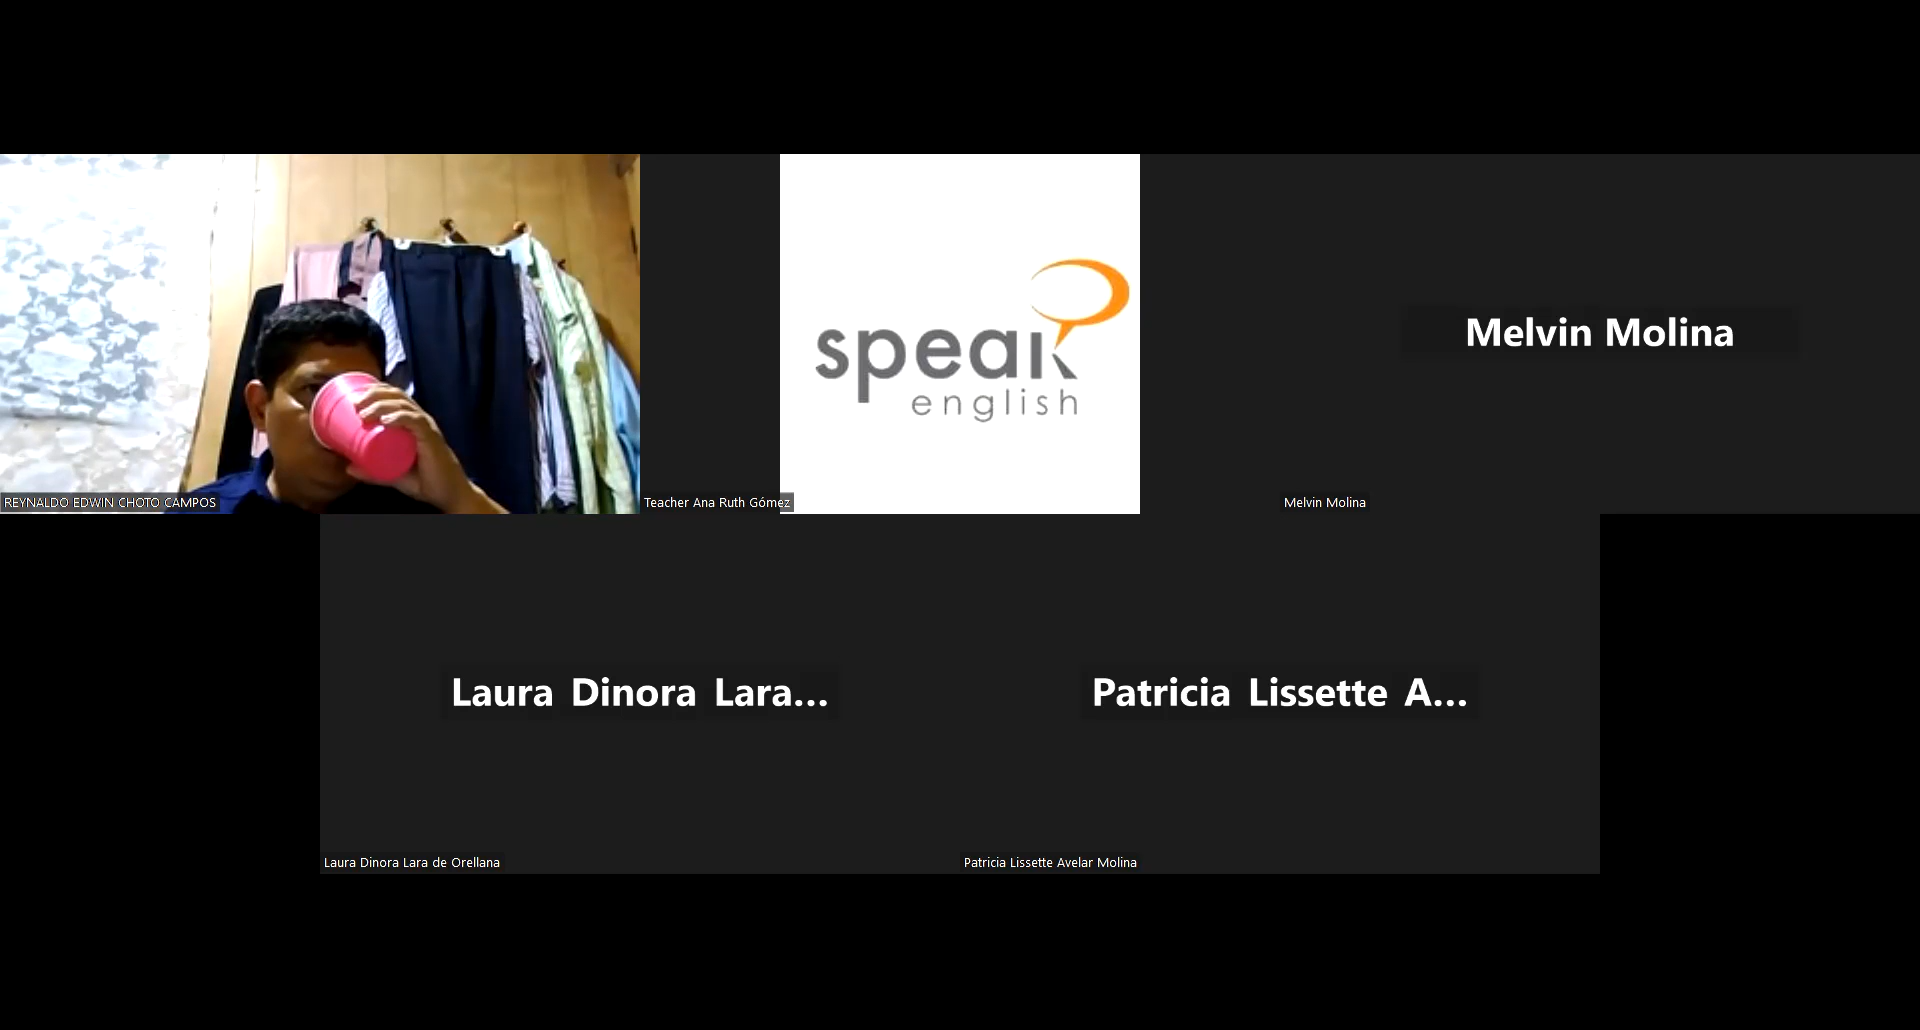 REYNALDO EDWIN CHOTO CAMPOS
speak
english
Teacher Ana Ruth Gómez
Melvin Molina
Melvin Molina
Laura Dinora Lara...
Laura Dinora Lara de Orellana
Patricia Lissette A...
Patricia Lissette Avelar Molina